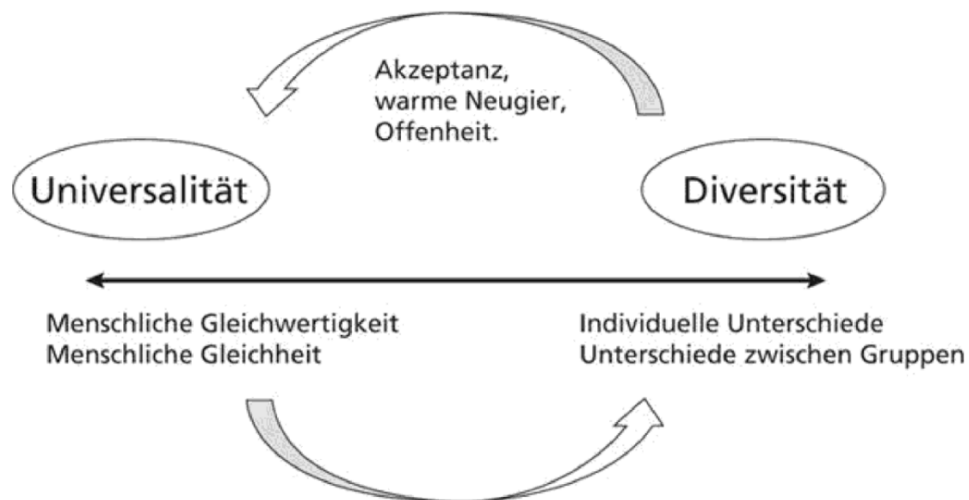 Akzeptanz,
warme Neugier,
Offenheit.
Universalität
Diversität
Menschliche Gleichwertigkeit
Menschliche Gleichheit
Individuelle Unterschiede
Unterschiede zwischen Gruppen